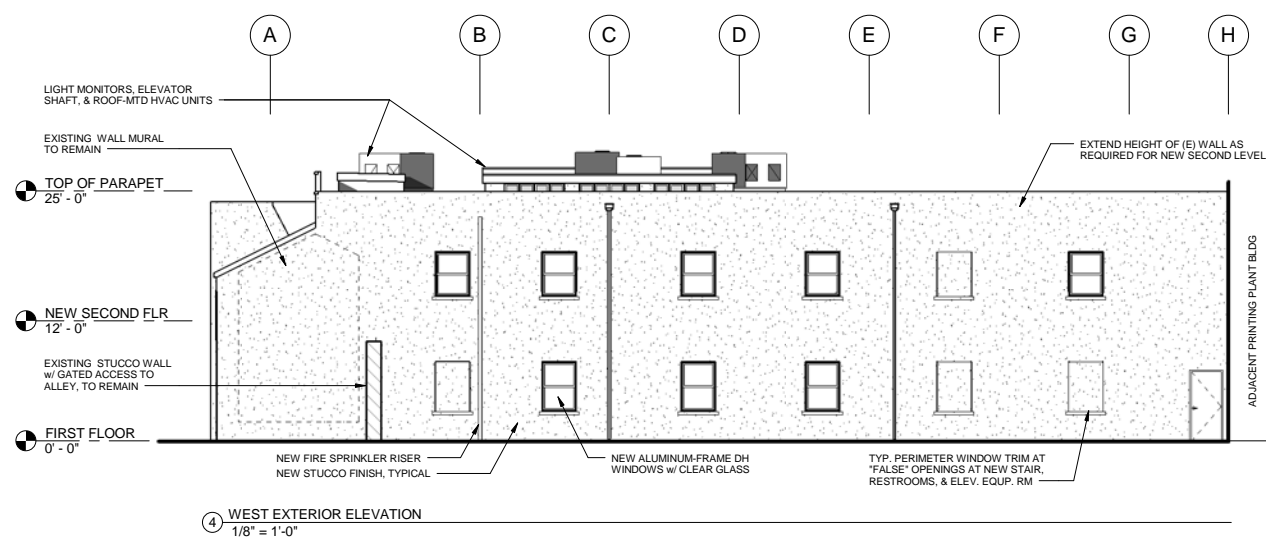 A
B
C
D
E
F
G
H
LIGHT MONITORS, ELEVATOR
SHAFT, & ROOF-MTD HVAC UNITS
EXISTING WALL MURAL
TO REMAIN
EXTEND HEIGHT OF (E) WALL AS
REQUIRED FOR NEW SECOND LEVEL
TOP OF PARAPET
25' - 0"
NEW SECOND FLR
12' - 0"
EXISTING STUCCO WALL
w/ GATED ACCESS TO
ALLEY, TO REMAIN
ADJACENT PRINTING PLANT BLDG
FIRST FLOOR
0' - 0"
NEW FIRE SPRINKLER RISER
NEW STUCCO FINISH, TYPICAL
NEW ALUMINUM-FRAME DH
WINDOWS w/ CLEAR GLASS
TYP. PERIMETER WINDOW TRIM AT
"FALSE" OPENINGS AT NEW STAIR,
RESTROOMS, & ELEV. EQUP. RM
4 WEST EXTERIOR ELEVATION
1/8" = 1'-0"